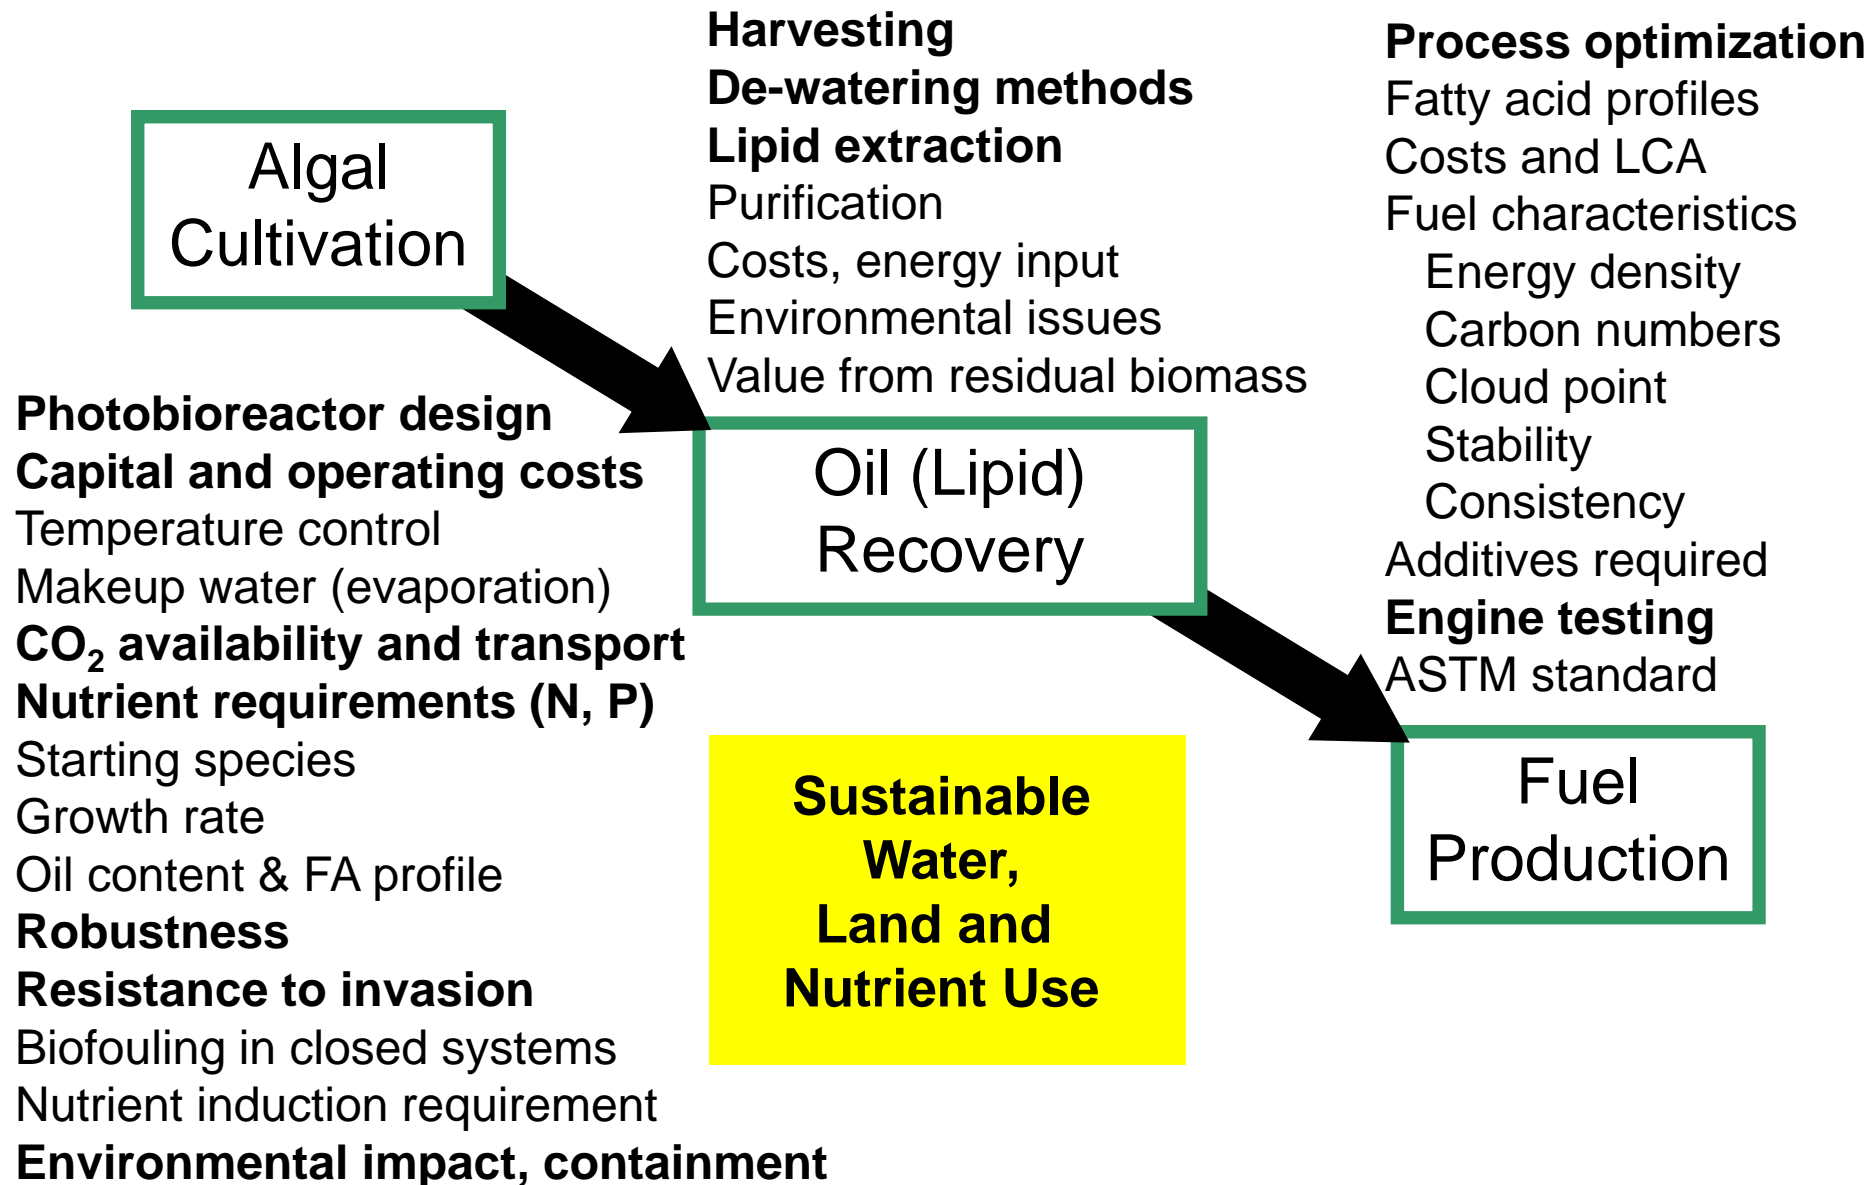 Algal
Cultivation
Photobioreactor design
Capital and operating costs
Temperature control
Makeup water (evaporation)
CO₂ availability and transport
Nutrient requirements (N, P)
Starting species
Growth rate
Oil content & FA profile
Robustness
Resistance to invasion
Biofouling in closed systems
Nutrient induction requirement
Environmental impact, containment
Harvesting
De-watering methods
Lipid extraction
Purification
Costs, energy input
Environmental issues
Value from residual biomass
Oil (Lipid)
Recovery
Sustainable
Water,
Land and
Nutrient Use
Process optimization
Fatty acid profiles
Costs and LCA
Fuel characteristics
Energy density
Carbon numbers
Cloud point
Stability
Consistency
Additives required
Engine testing
ASTM standard
Fuel
Production